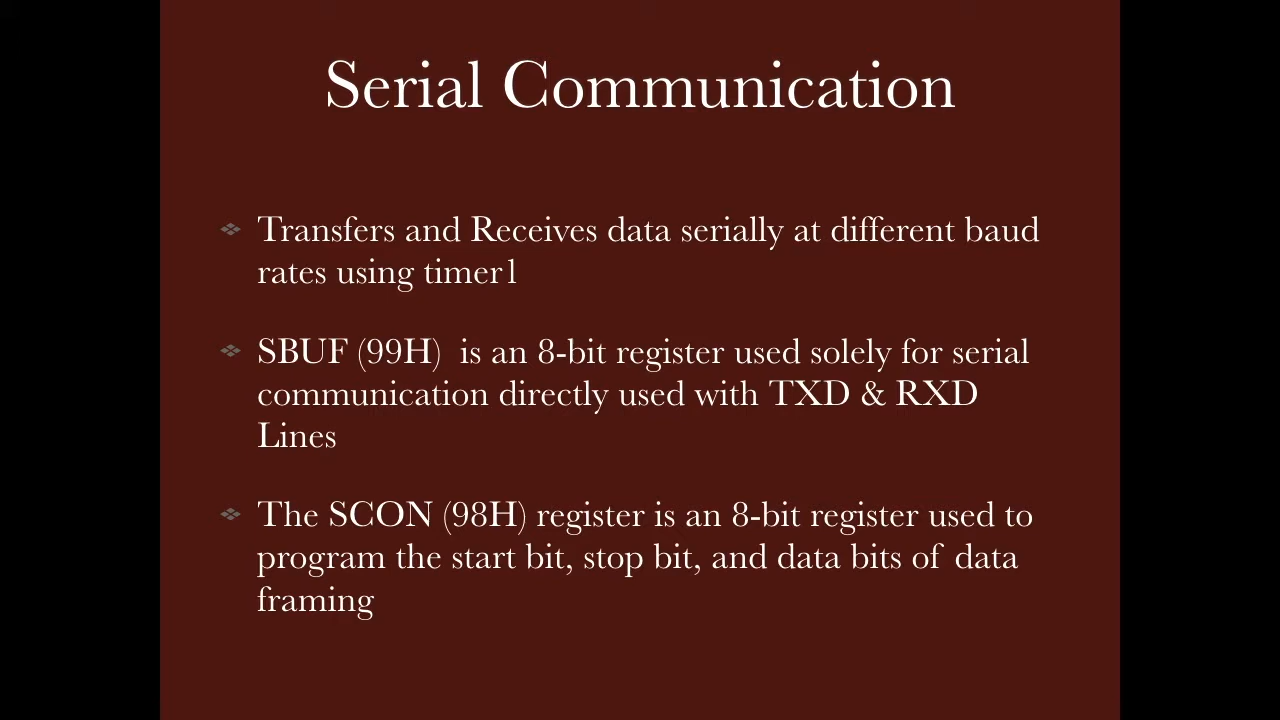 Serial Communication
Transfers and Receives data serially at different baud
rates using timer1
SBUF (99H) is an 8-bit register used solely for serial
communication directly used with TXD & RXD
Lines
The SCON (98H) register is an 8-bit register used to
program the start bit, stop bit, and data bits of data
framing